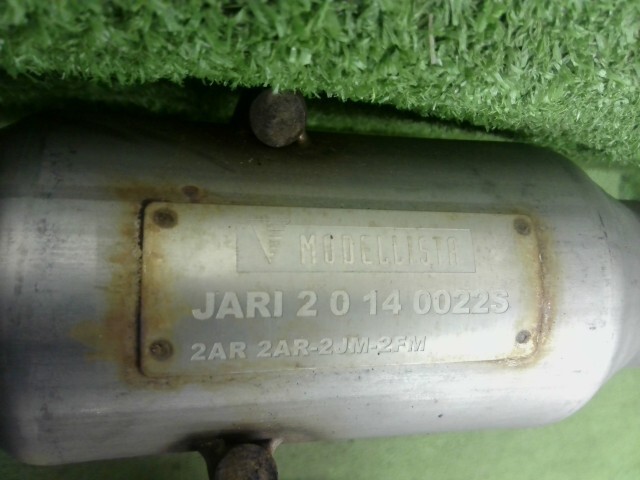 MODELLISTA
JARI 2 0 14 0022S
2AR 2AR-2JM-2FM